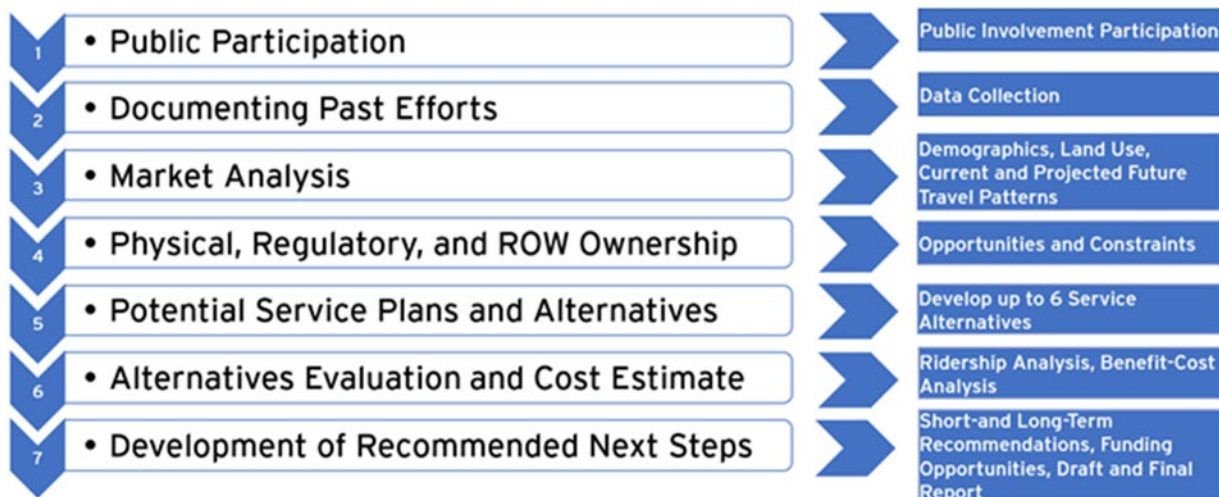 1
• Public Participation
Public Involvement Participation
2
• Documenting Past Efforts
Data Collection
3
• Market Analysis
Demographics, Land Use,
Current and Projected Future
Travel Patterns
4
• Physical, Regulatory, and ROW Ownership
Opportunities and Constraints
5
• Potential Service Plans and Alternatives
Develop up to 6 Service
Alternatives
6
• Alternatives Evaluation and Cost Estimate
Ridership Analysis, Benefit-Cost
Analysis
7
• Development of Recommended Next Steps
Short-and Long-Term
Recommendations, Funding
Opportunities, Draft and Final
Report